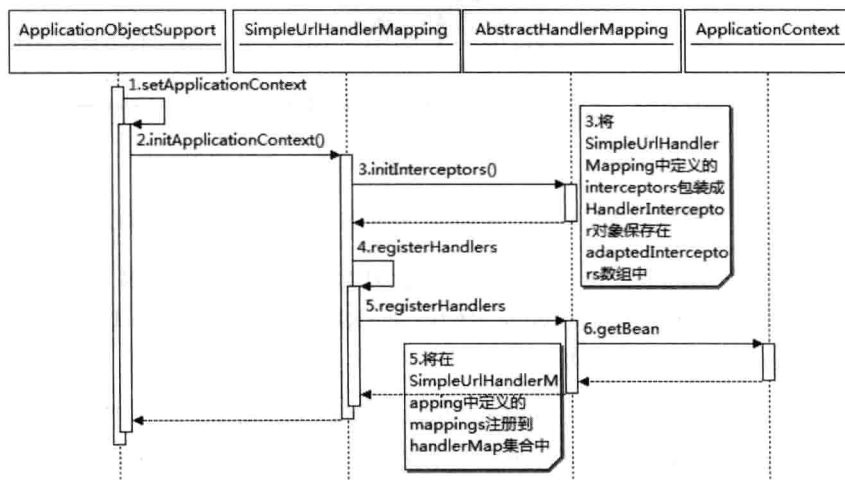 ApplicationObjectSupport
SimpleUrlHandlerMapping
AbstractHandlerMapping
ApplicationContext
1.setApplicationContext
2.initApplicationContext()
3.initInterceptors()
3.将
SimpleUrlHandler
Mapping中定义的
interceptors包装成
HandlerIntercepto
r对象保存在
adaptedIntercepto
rs数组中
4.registerHandlers
5.registerHandlers
6.getBean
5.将在
SimpleUrlHandlerM
apping中定义的
mappings注册到
handlerMap集合中